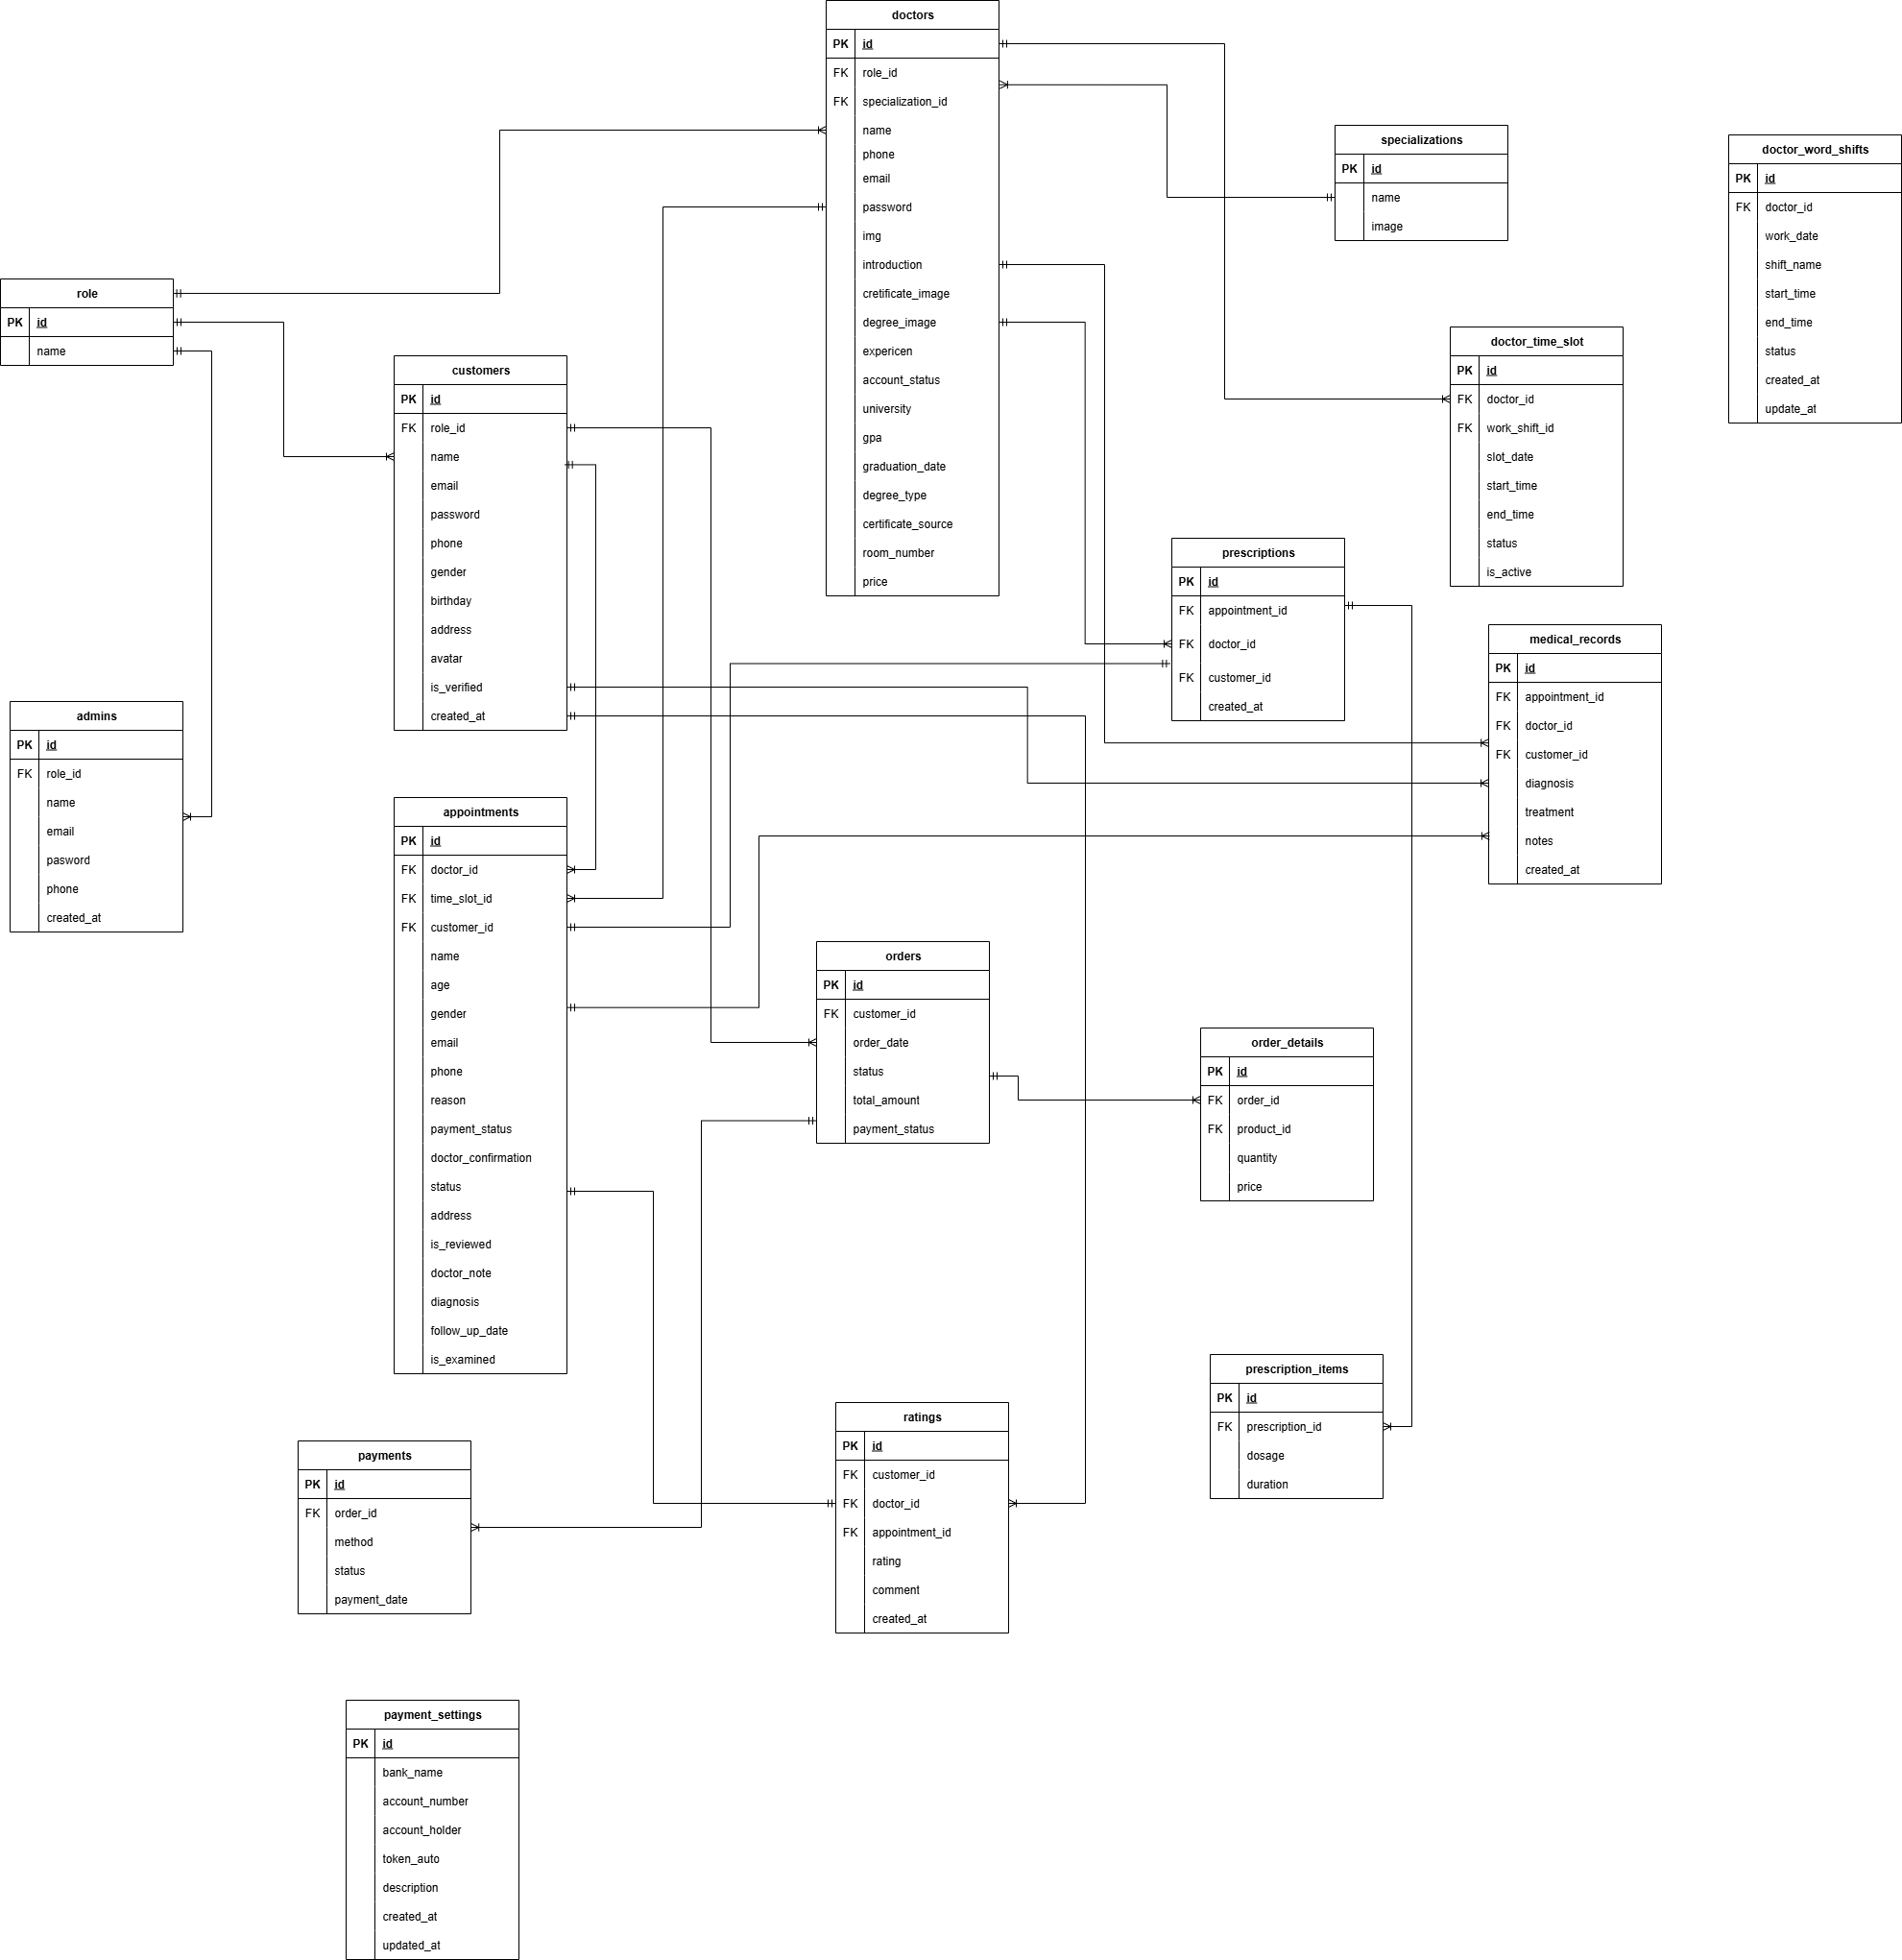 doctors
PK id
FK role_id
FK specialization_id
name
phone
email
password
img
introduction
cretificate_image
degree_image
expericen
account_status
university
gpa
graduation_date
degree_type
certificate_source
room_number
price
specializations
PK id
name
image
doctor_word_shifts
PK id
FK doctor_id
work_date
shift_name
start_time
end_time
status
created_at
update_at
role
PK id
name
doctor_time_slot
PK id
FK doctor_id
FK work_shift_id
slot_date
start_time
end_time
status
is_active
customers
PK id
FK role_id
name
email
password
phone
gender
birthday
address
avatar
is_verified
created_at
prescriptions
PK id
FK appointment_id
FK doctor_id
FK customer_id
created_at
medical_records
PK id
FK appointment_id
FK doctor_id
FK customer_id
diagnosis
treatment
notes
created_at
admins
PK id
FK role_id
name
email
pasword
phone
created_at
appointments
PK id
FK doctor_id
FK time_slot_id
FK customer_id
name
age
gender
email
phone
reason
payment_status
doctor_confirmation
status
address
is_reviewed
doctor_note
diagnosis
follow_up_date
is_examined
orders
PK id
FK customer_id
order_date
status
total_amount
payment_status
order_details
PK id
FK order_id
FK product_id
quantity
price
prescription_items
PK id
FK prescription_id
dosage
duration
ratings
PK id
FK customer_id
FK doctor_id
FK appointment_id
rating
comment
created_at
payments
PK id
FK order_id
method
status
payment_date
payment_settings
PK id
bank_name
account_number
account_holder
token_auto
description
created_at
updated_at